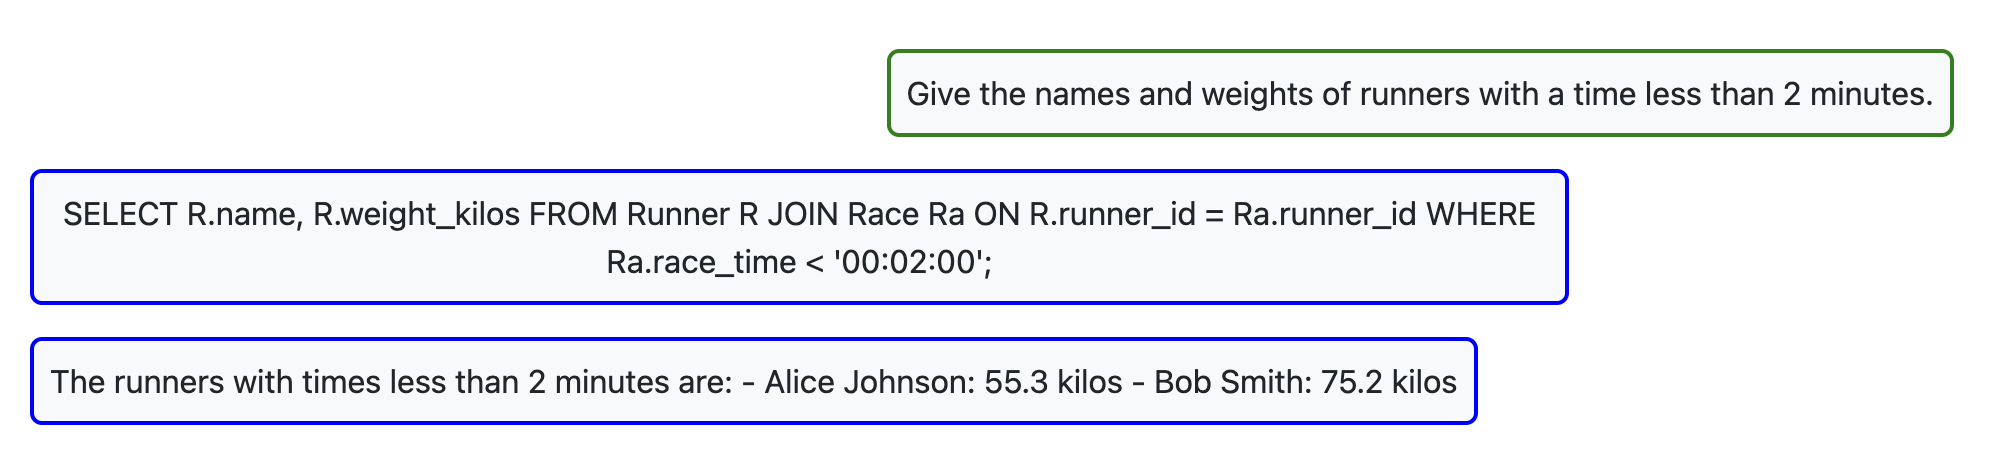 Give the names and weights of runners with a time less than 2 minutes.
SELECT R.name, R.weight_kilos FROM Runner R JOIN Race Ra ON R.runner_id = Ra.runner_id WHERE
Ra.race_time < '00:02:00';
The runners with times less than 2 minutes are: - Alice Johnson: 55.3 kilos - Bob Smith: 75.2 kilos